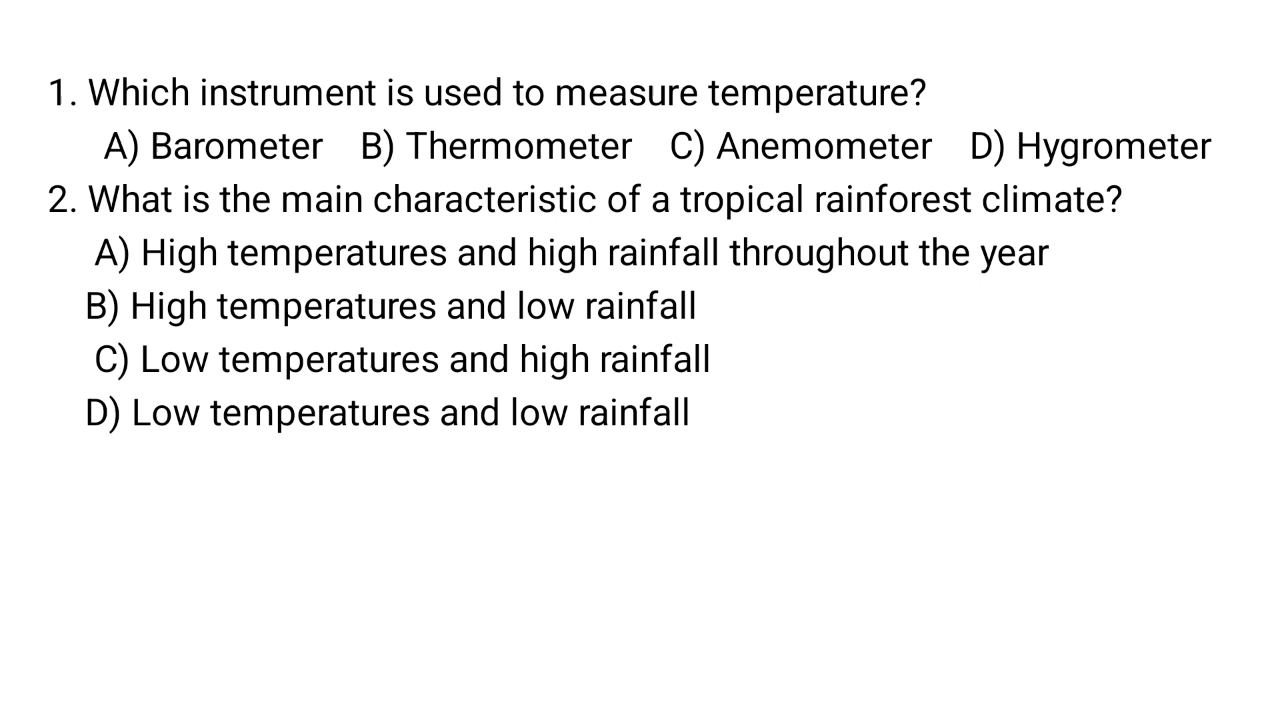 1. Which instrument is used to measure temperature?
A) Barometer B) Thermometer C) Anemometer D) Hygrometer
2. What is the main characteristic of a tropical rainforest climate?
A) High temperatures and high rainfall throughout the year
B) High temperatures and low rainfall
C) Low temperatures and high rainfall
D) Low temperatures and low rainfall